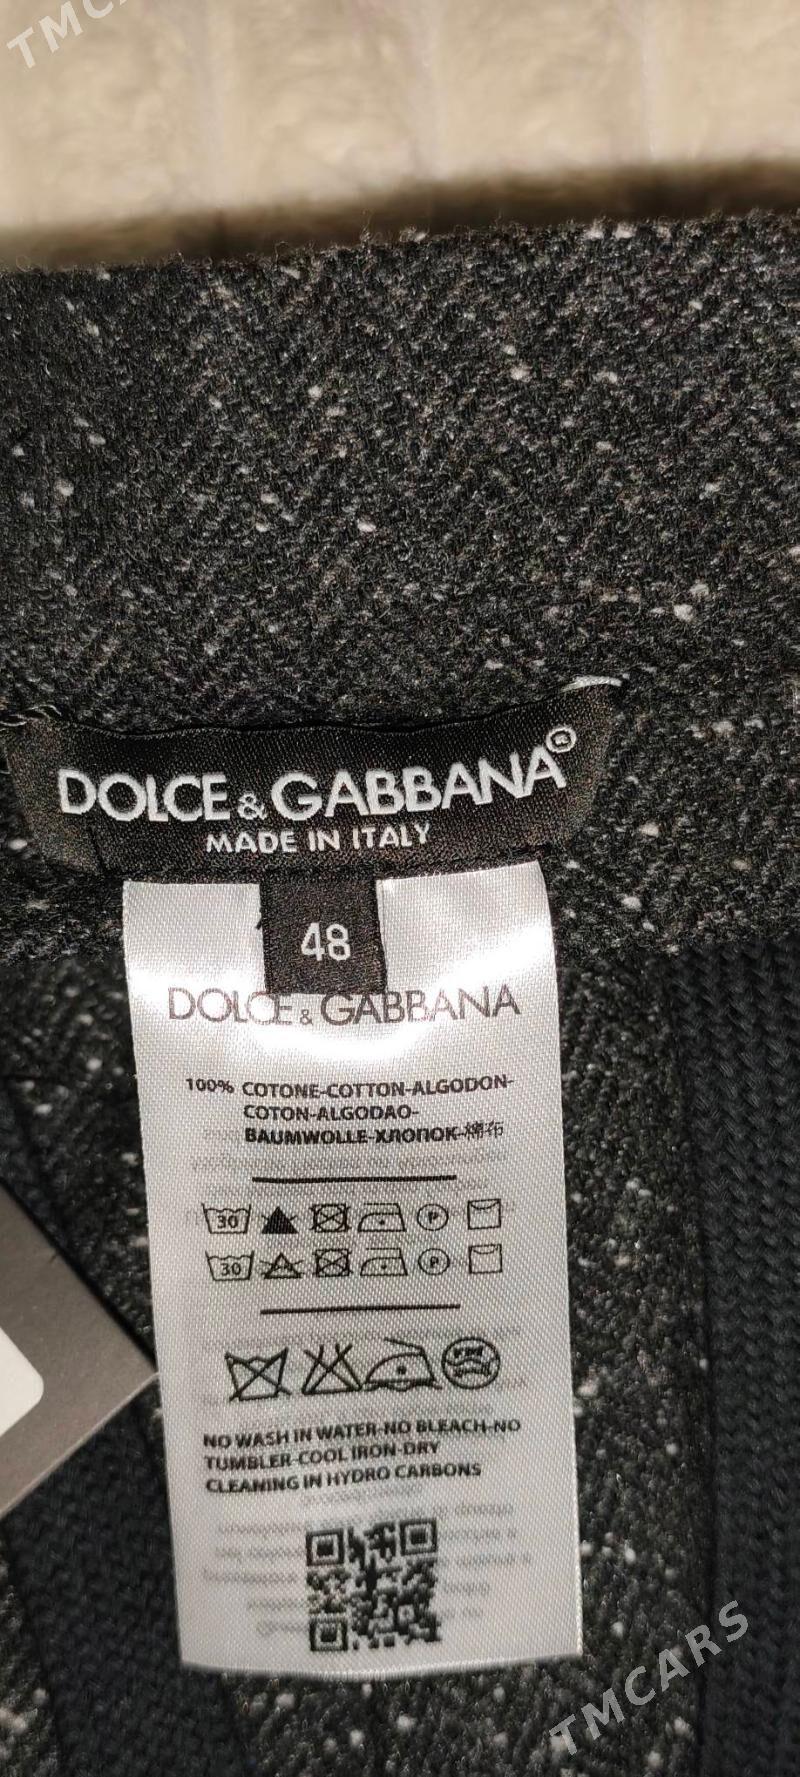 TMCA
DOLCE & GABBANA®
MADE IN ITALY
48
DOLCE & GABBANA
100% COTONE-COTTON-ALGODON-
COTON-ALGODAO-
BAUMWOLLE-ХЛОПОК-棉布
30 P
30 P
NO WASH IN WATER-NO BLEACH-NO
TUMBLER-COOL IRON-DRY
CLEANING IN HYDRO CARBONS
TMCARS